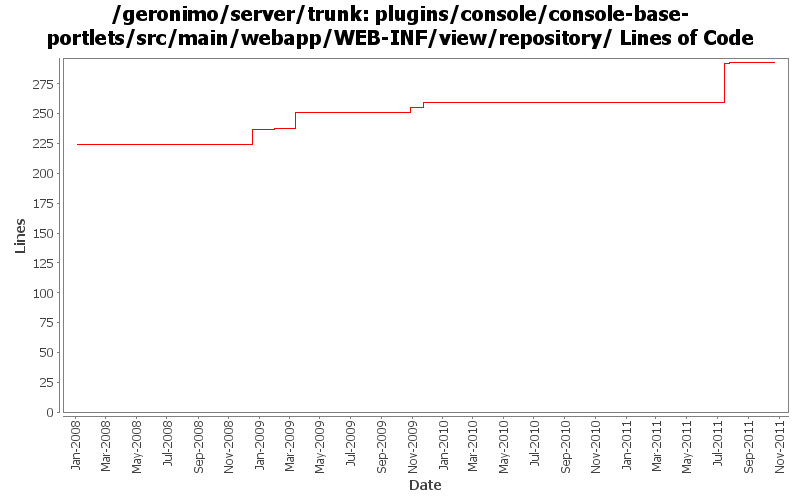 /geronimo/server/trunk: plugins/console/console-base-
portlets/src/main/webapp/WEB-INF/view/repository/ Lines of Code
Lines
275
250
225
200
175
150
125
100
75
50
25
0
Jan-2008
Mar-2008
May-2008
Jul-2008
Sep-2008
Nov-2008
Jan-2009
Mar-2009
May-2009
Jul-2009
Sep-2009
Nov-2009
Jan-2010
Mar-2010
May-2010
Jul-2010
Sep-2010
Nov-2010
Jan-2011
Mar-2011
May-2011
Jul-2011
Sep-2011
Nov-2011
Date